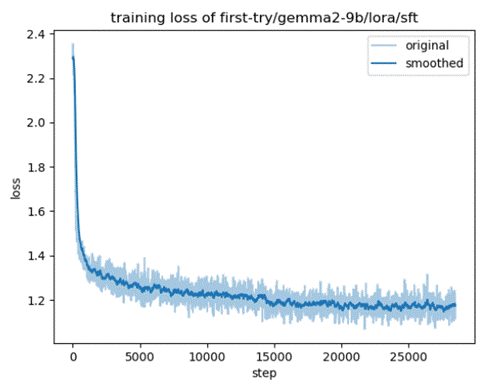 training loss of first-try/gemma2-9b/lora/sft
original
smoothed
loss
2.4
2.2
2.0
1.8
1.6
1.4
1.2
0 5000 10000 15000 20000 25000
step